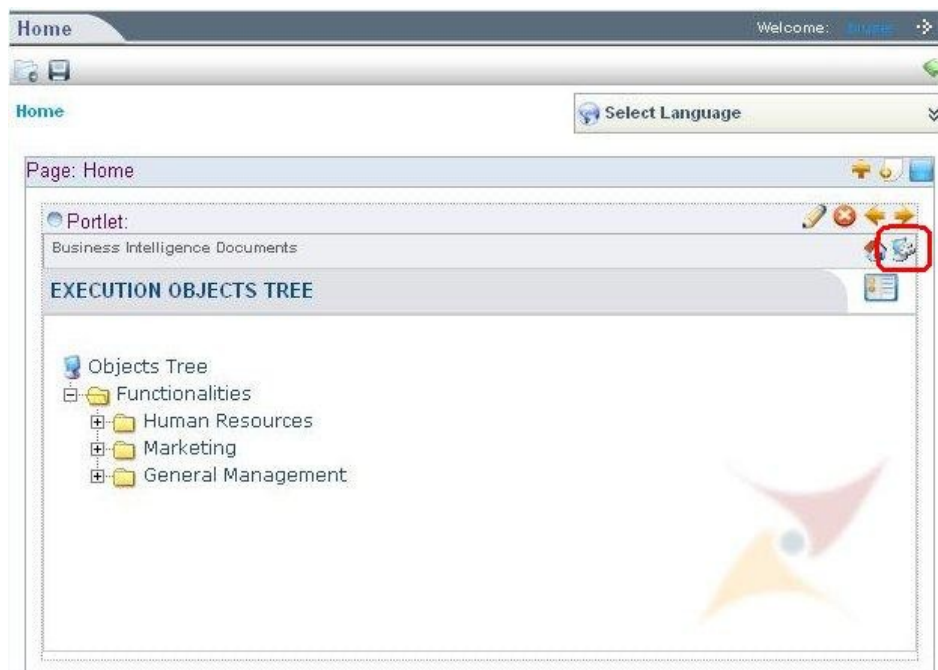 Home
Welcome:
Home
Select Language
Page: Home
Portlet:
Business Intelligence Documents
EXECUTION OBJECTS TREE
Objects Tree
Functionalities
Human Resources
Marketing
General Management